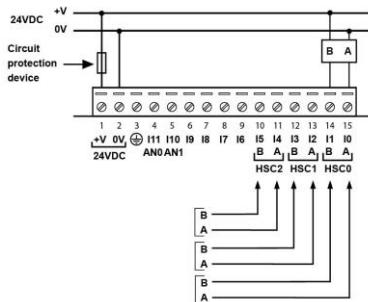 24VDC
+V
0V
Circuit
protection
device
B A
1 2 3 4 5 6 7 8 9 10 11 12 13 14 15
+V 0V I11 I10 I9 I8 I7 I6 I5 I4 I3 I2 I1 I0
24VDC AN0 AN1 B A B A B A
HSC2 HSC1 HSC0
B
A
B
A
B
A